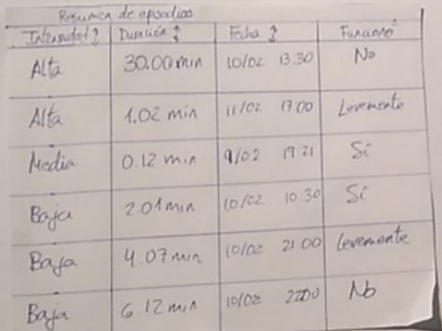 Resumen de episodios
Intensidad ↕ Duración ↕ Fecha ↕ Funcionó
Alta 30.00 min 10/02 13:30 No
Alta 1.02 min 11/02 17:00 Levemente
Media 0.12 min 9/02 19:21 Sí
Baja 2.01 min 10/02 10:30 Sí
Baja 4.07 min 10/02 21:00 Levemente
Baja 6.12 min 10/02 22:00 No